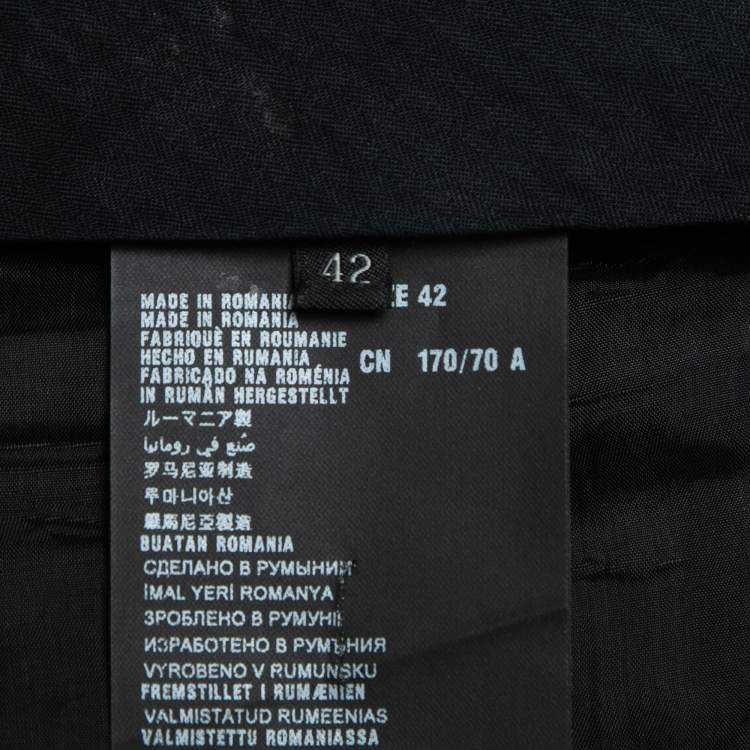 42
MADE IN ROMANIA
MADE IN ROMANIA
FABRIQUÈ EN ROUMANIE
HECHO EN RUMANIA
FABRICADO NA ROMÉNIA
IN RUMÄN HERGESTELLT
ルーマニア製
صنع في رومانيا
罗马尼亚制造
루마니아산
羅馬尼亞製造
BUATAN ROMANIA
СДЕЛАНО В РУМЫНИИ
İMAL YERİ ROMANYA
ЗРОБЛЕНО В РУМУНІЇ
ИЗРАБОТЕНО В РУМЪНИЯ
VYROBENO V RUMUNSKU
FREMSTILLET I RUMÆNIEN
VALMISTATUD RUMEENIAS
VALMISTETTU ROMANIASSA
42
CN 170/70 A